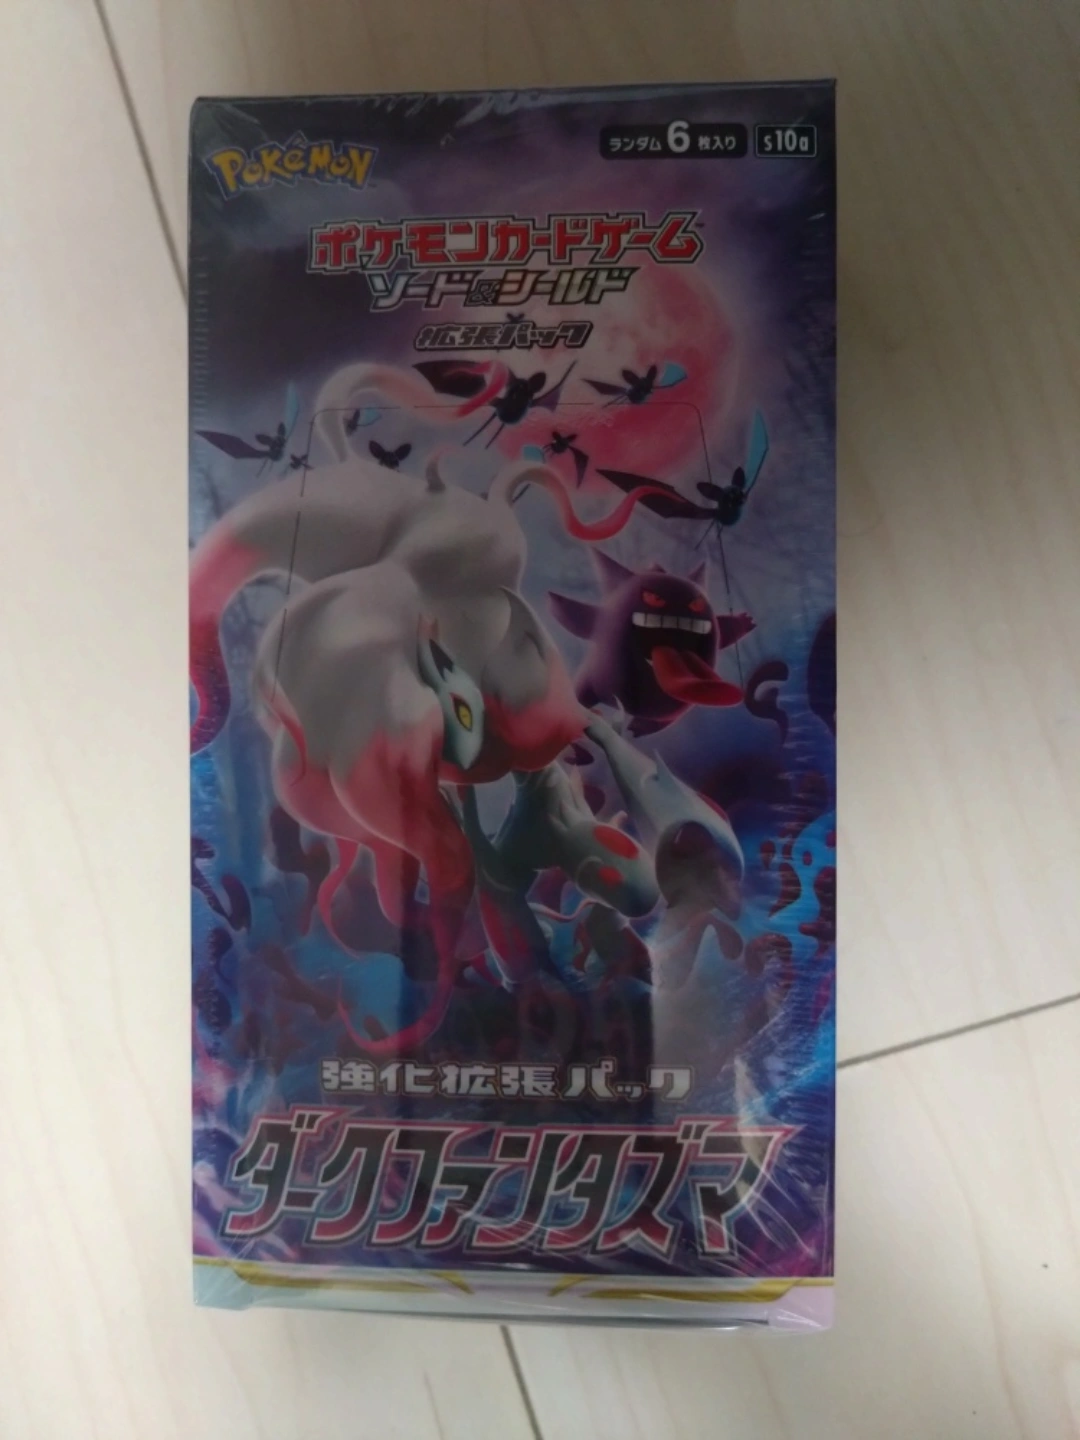 ランダム6枚入り s10a
POKéMON
ポケモンカードゲーム
ソード&シールド
拡張パック
強化拡張パック
ダークファンタズマ